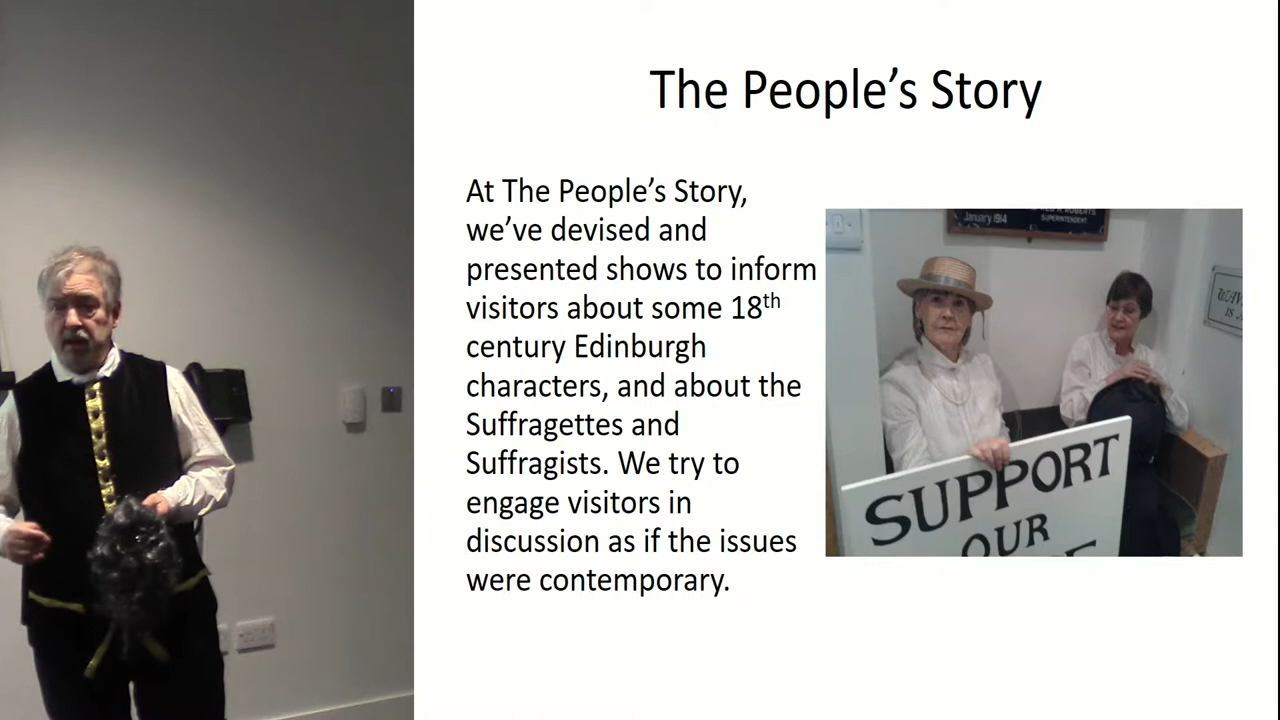 The People’s Story
At The People’s Story,
we’ve devised and
presented shows to inform
visitors about some 18th
century Edinburgh
characters, and about the
Suffragettes and
Suffragists. We try to
engage visitors in
discussion as if the issues
were contemporary.
January 1914
SUPERINTENDENT
SUPPORT
OUR